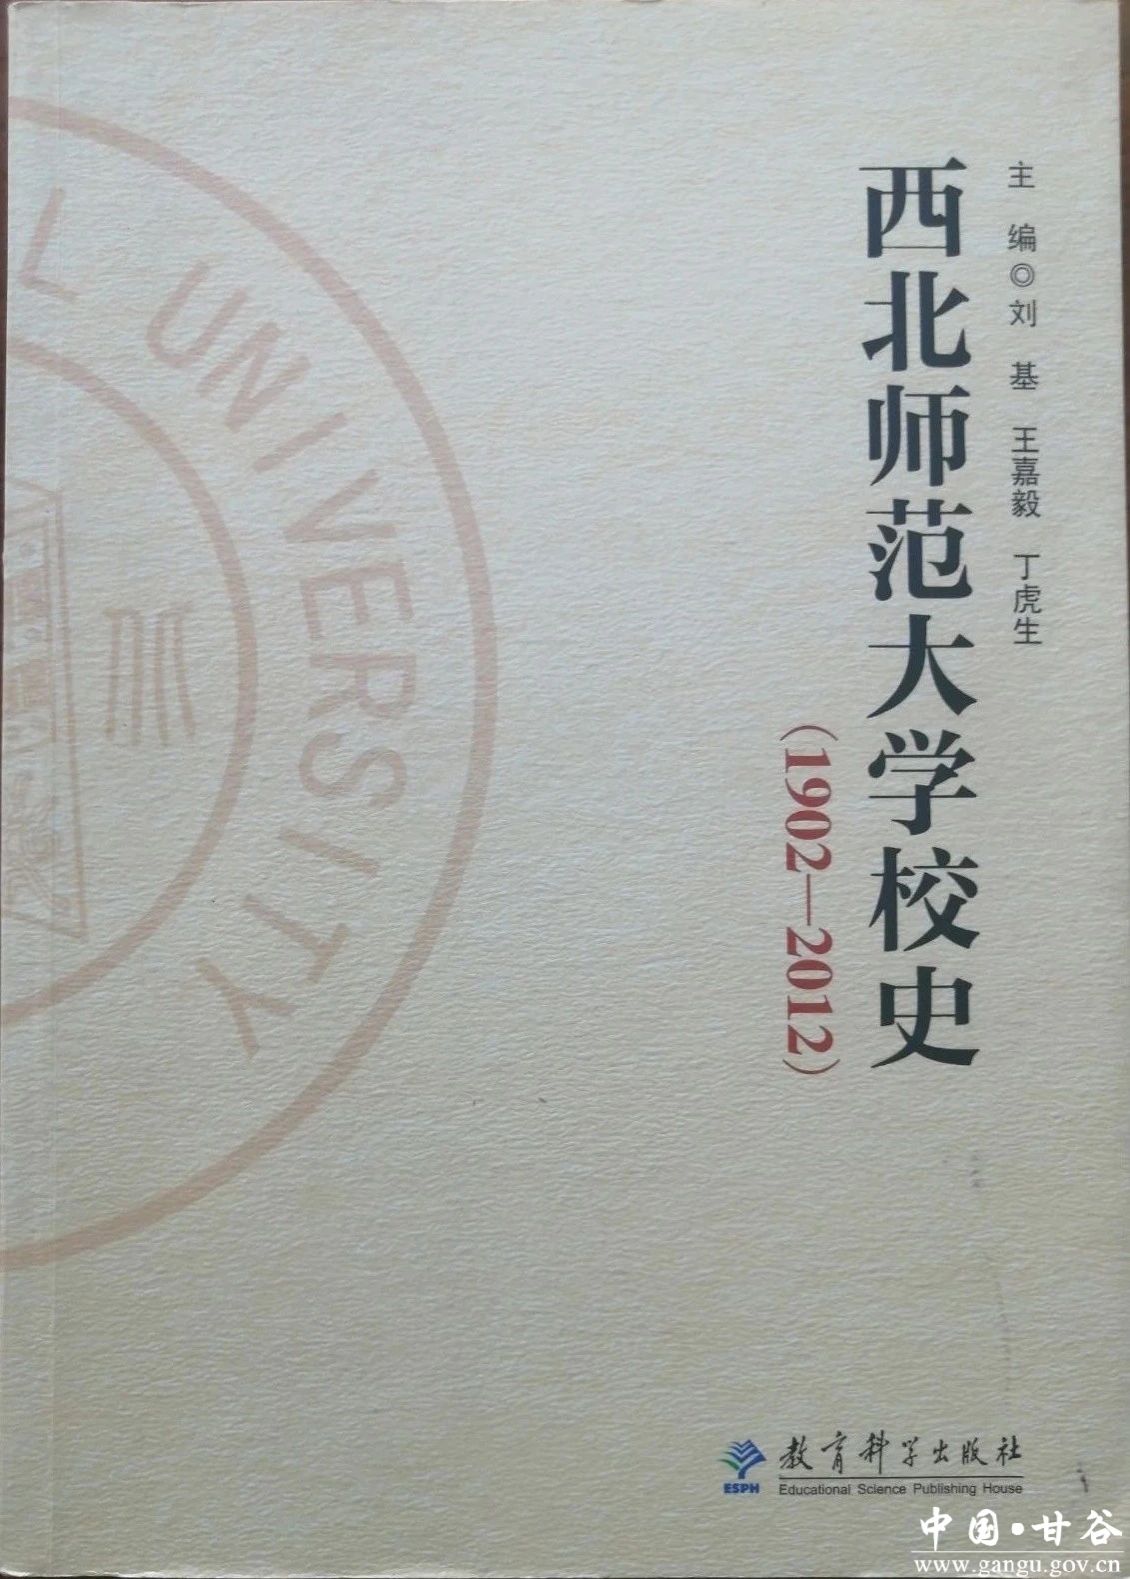 主 编◎刘 基 王嘉毅 丁虎生
西北师范大学校史
(1902—2012)
L UNIVERSITY
教育科学出版社
ESPH
Educational Science Publishing House
中国·甘谷
www.gangu.gov.cn